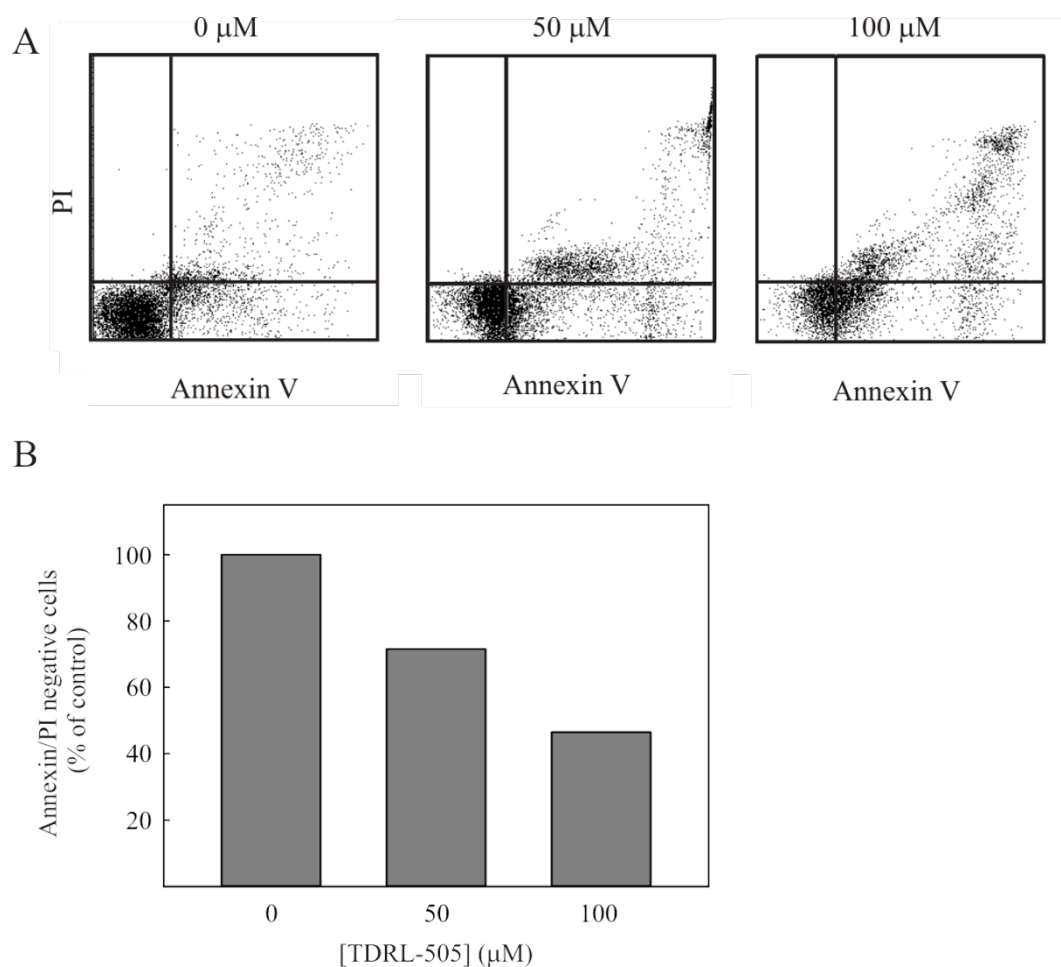 A
0 μM
50 μM
100 μM
PI
Annexin V
Annexin V
Annexin V
B
Annexin/PI negative cells
(% of control)
100
80
60
40
20
0
50
100
[TDRL-505] (μM)